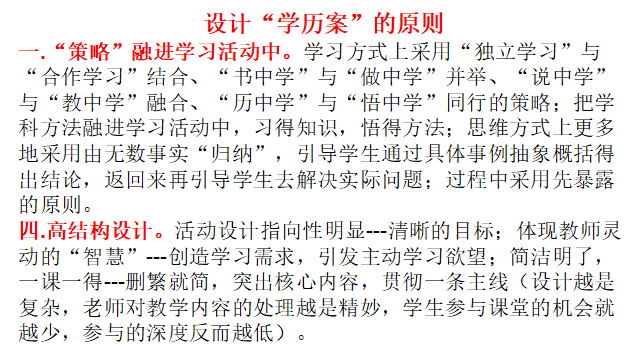 设计“学历案”的原则
一.“策略”融进学习活动中。学习方式上采用“独立学习”与
“合作学习”结合、“书中学”与“做中学”并举、“说中学”
与“教中学”融合、“历中学”与“悟中学”同行的策略；把学
科方法融进学习活动中，习得知识，悟得方法；思维方式上更多
地采用由无数事实“归纳”，引导学生通过具体事例抽象概括得
出结论，返回来再引导学生去解决实际问题；过程中采用先暴露
的原则。
四.高结构设计。活动设计指向性明显---清晰的目标；体现教师灵
动的“智慧”---创造学习需求，引发主动学习欲望；简洁明了，
一课一得---删繁就简，突出核心内容，贯彻一条主线（设计越是
复杂，老师对教学内容的处理越是精妙，学生参与课堂的机会就
越少，参与的深度反而越低）。